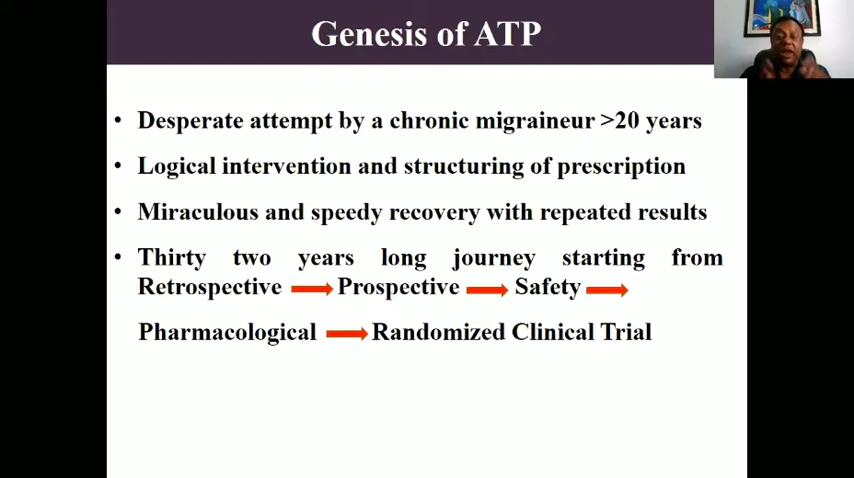 Genesis of ATP
• Desperate attempt by a chronic migraineur >20 years
• Logical intervention and structuring of prescription
• Miraculous and speedy recovery with repeated results
• Thirty two years long journey starting from
Retrospective Prospective Safety
Pharmacological Randomized Clinical Trial